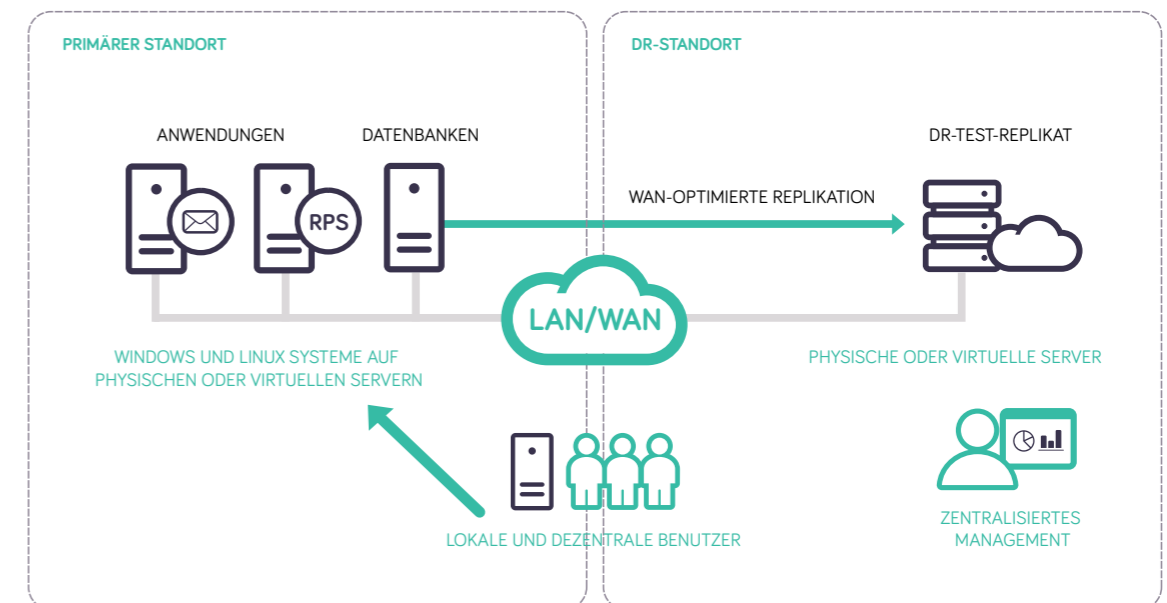 PRIMÄRER STANDORT
DR-STANDORT
ANWENDUNGEN
DATENBANKEN
DR-TEST-REPLIKAT
WAN-OPTIMIERTE REPLIKATION
RPS
LAN/WAN
WINDOWS UND LINUX SYSTEME AUF
PHYSISCHEN ODER VIRTUELLEN SERVERN
PHYSISCHE ODER VIRTUELLE SERVER
LOKALE UND DEZENTRALE BENUTZER
ZENTRALISIERTES
MANAGEMENT